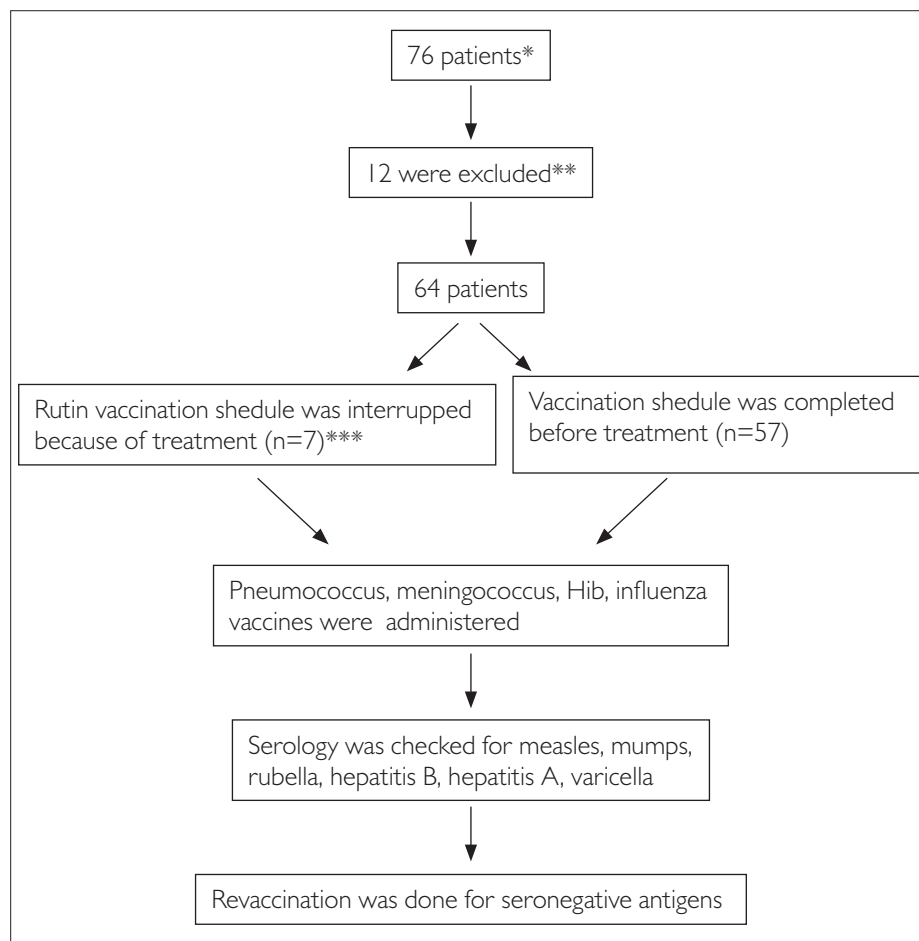 76 patients*
12 were excluded**
64 patients
Rutin vaccination shedule was interrupped
because of treatment (n=7)***
Vaccination shedule was completed
before treatment (n=57)
Pneumococcus, meningococcus, Hib, influenza
vaccines were administered
Serology was checked for measles, mumps,
rubella, hepatitis B, hepatitis A, varicella
Revaccination was done for seronegative antigens